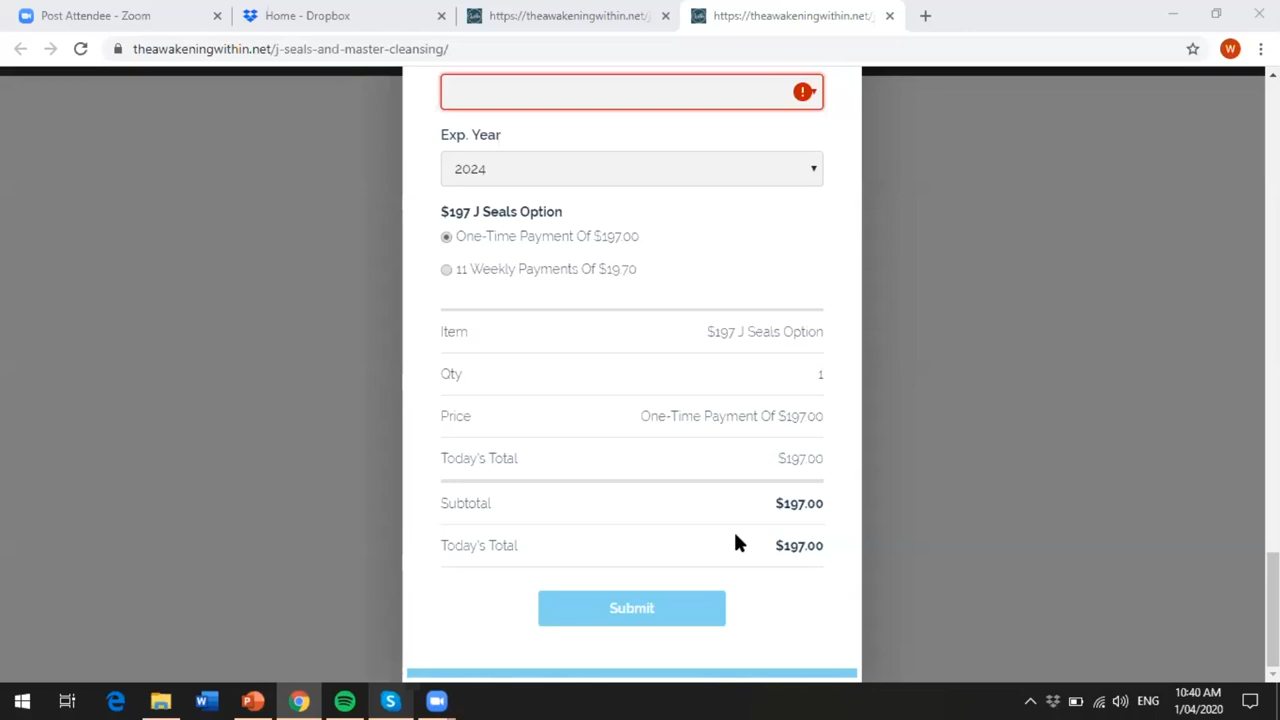 Post Attendee - Zoom
Home - Dropbox
https://theawakeningwithin.net/
https://theawakeningwithin.net/
theawakeningwithin.net/j-seals-and-master-cleansing/
W
Exp. Year
2024
$197 J Seals Option
One-Time Payment Of $197.00
11 Weekly Payments Of $19.70
Item $197 J Seals Option
Qty 1
Price One-Time Payment Of $197.00
Today's Total $197.00
Subtotal $197.00
Today's Total $197.00
Submit
ENG
10:40 AM
1/04/2020